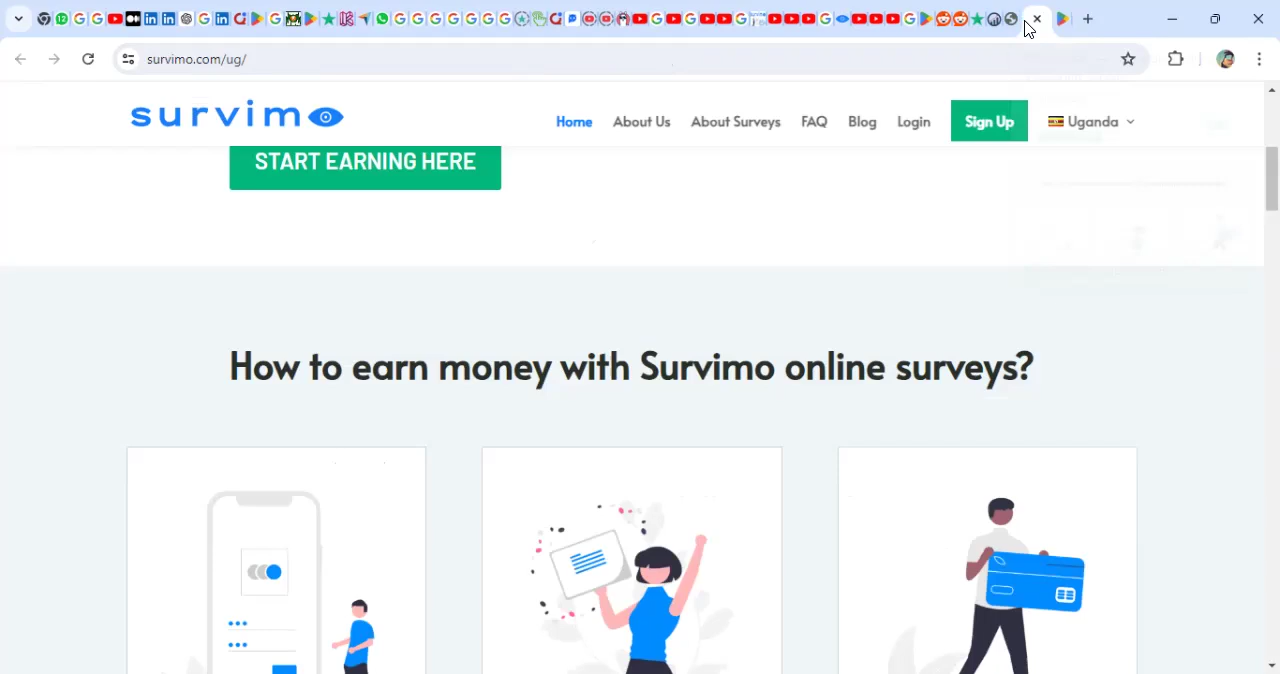 survimo.com/ug/
survimo
Home
About Us
About Surveys
FAQ
Blog
Login
Sign Up
Uganda
START EARNING HERE
How to earn money with Survimo online surveys?